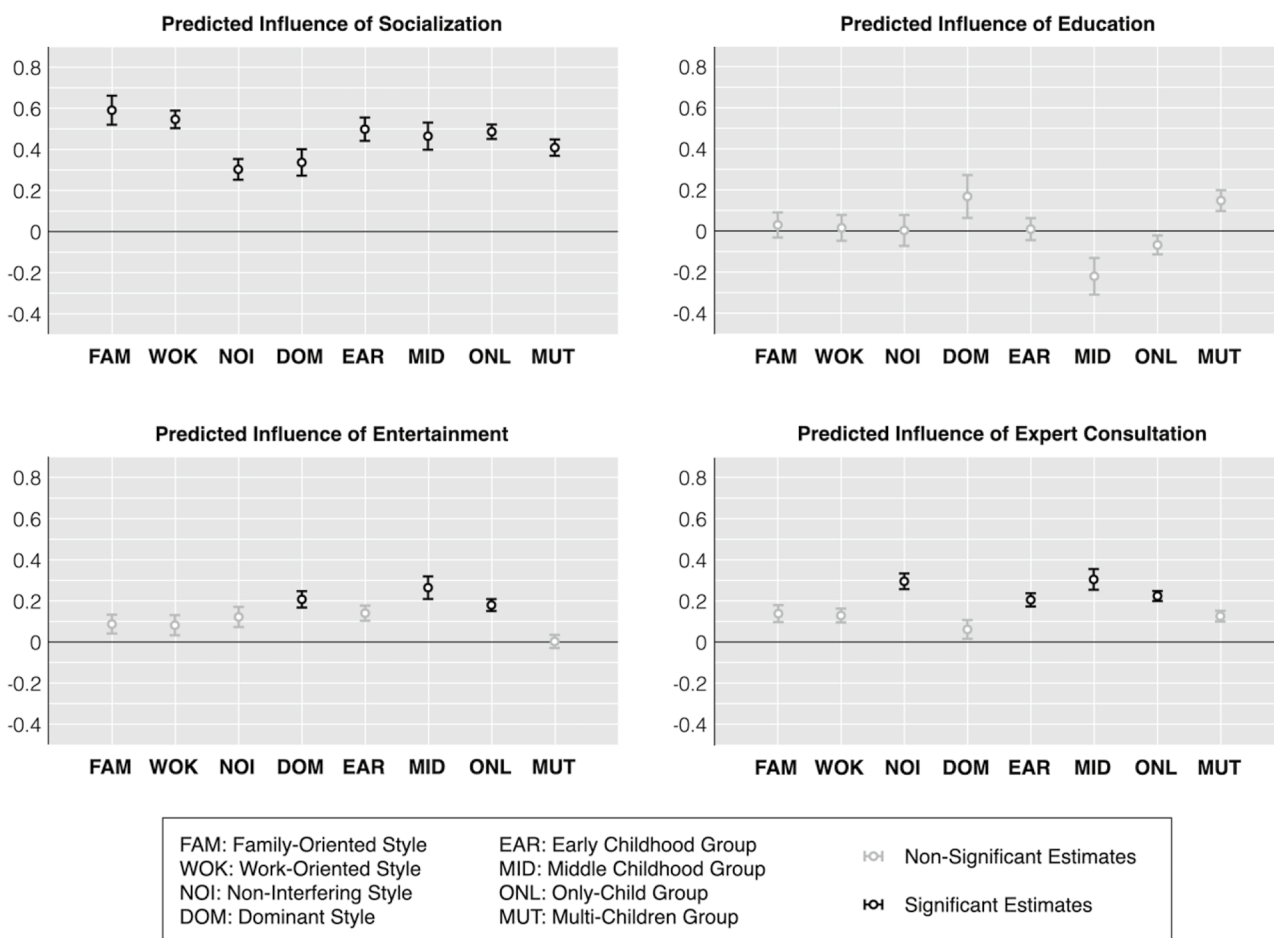 Predicted Influence of Socialization
0.8
0.6
0.4
0.2
0
-0.2
-0.4
FAM WOK NOI DOM EAR MID ONL MUT
Predicted Influence of Education
0.8
0.6
0.4
0.2
0
-0.2
-0.4
FAM WOK NOI DOM EAR MID ONL MUT
Predicted Influence of Entertainment
0.8
0.6
0.4
0.2
0
-0.2
-0.4
FAM WOK NOI DOM EAR MID ONL MUT
Predicted Influence of Expert Consultation
0.8
0.6
0.4
0.2
0
-0.2
-0.4
FAM WOK NOI DOM EAR MID ONL MUT
FAM: Family-Oriented Style
WOK: Work-Oriented Style
NOI: Non-Interfering Style
DOM: Dominant Style
EAR: Early Childhood Group
MID: Middle Childhood Group
ONL: Only-Child Group
MUT: Multi-Children Group
Non-Significant Estimates
Significant Estimates